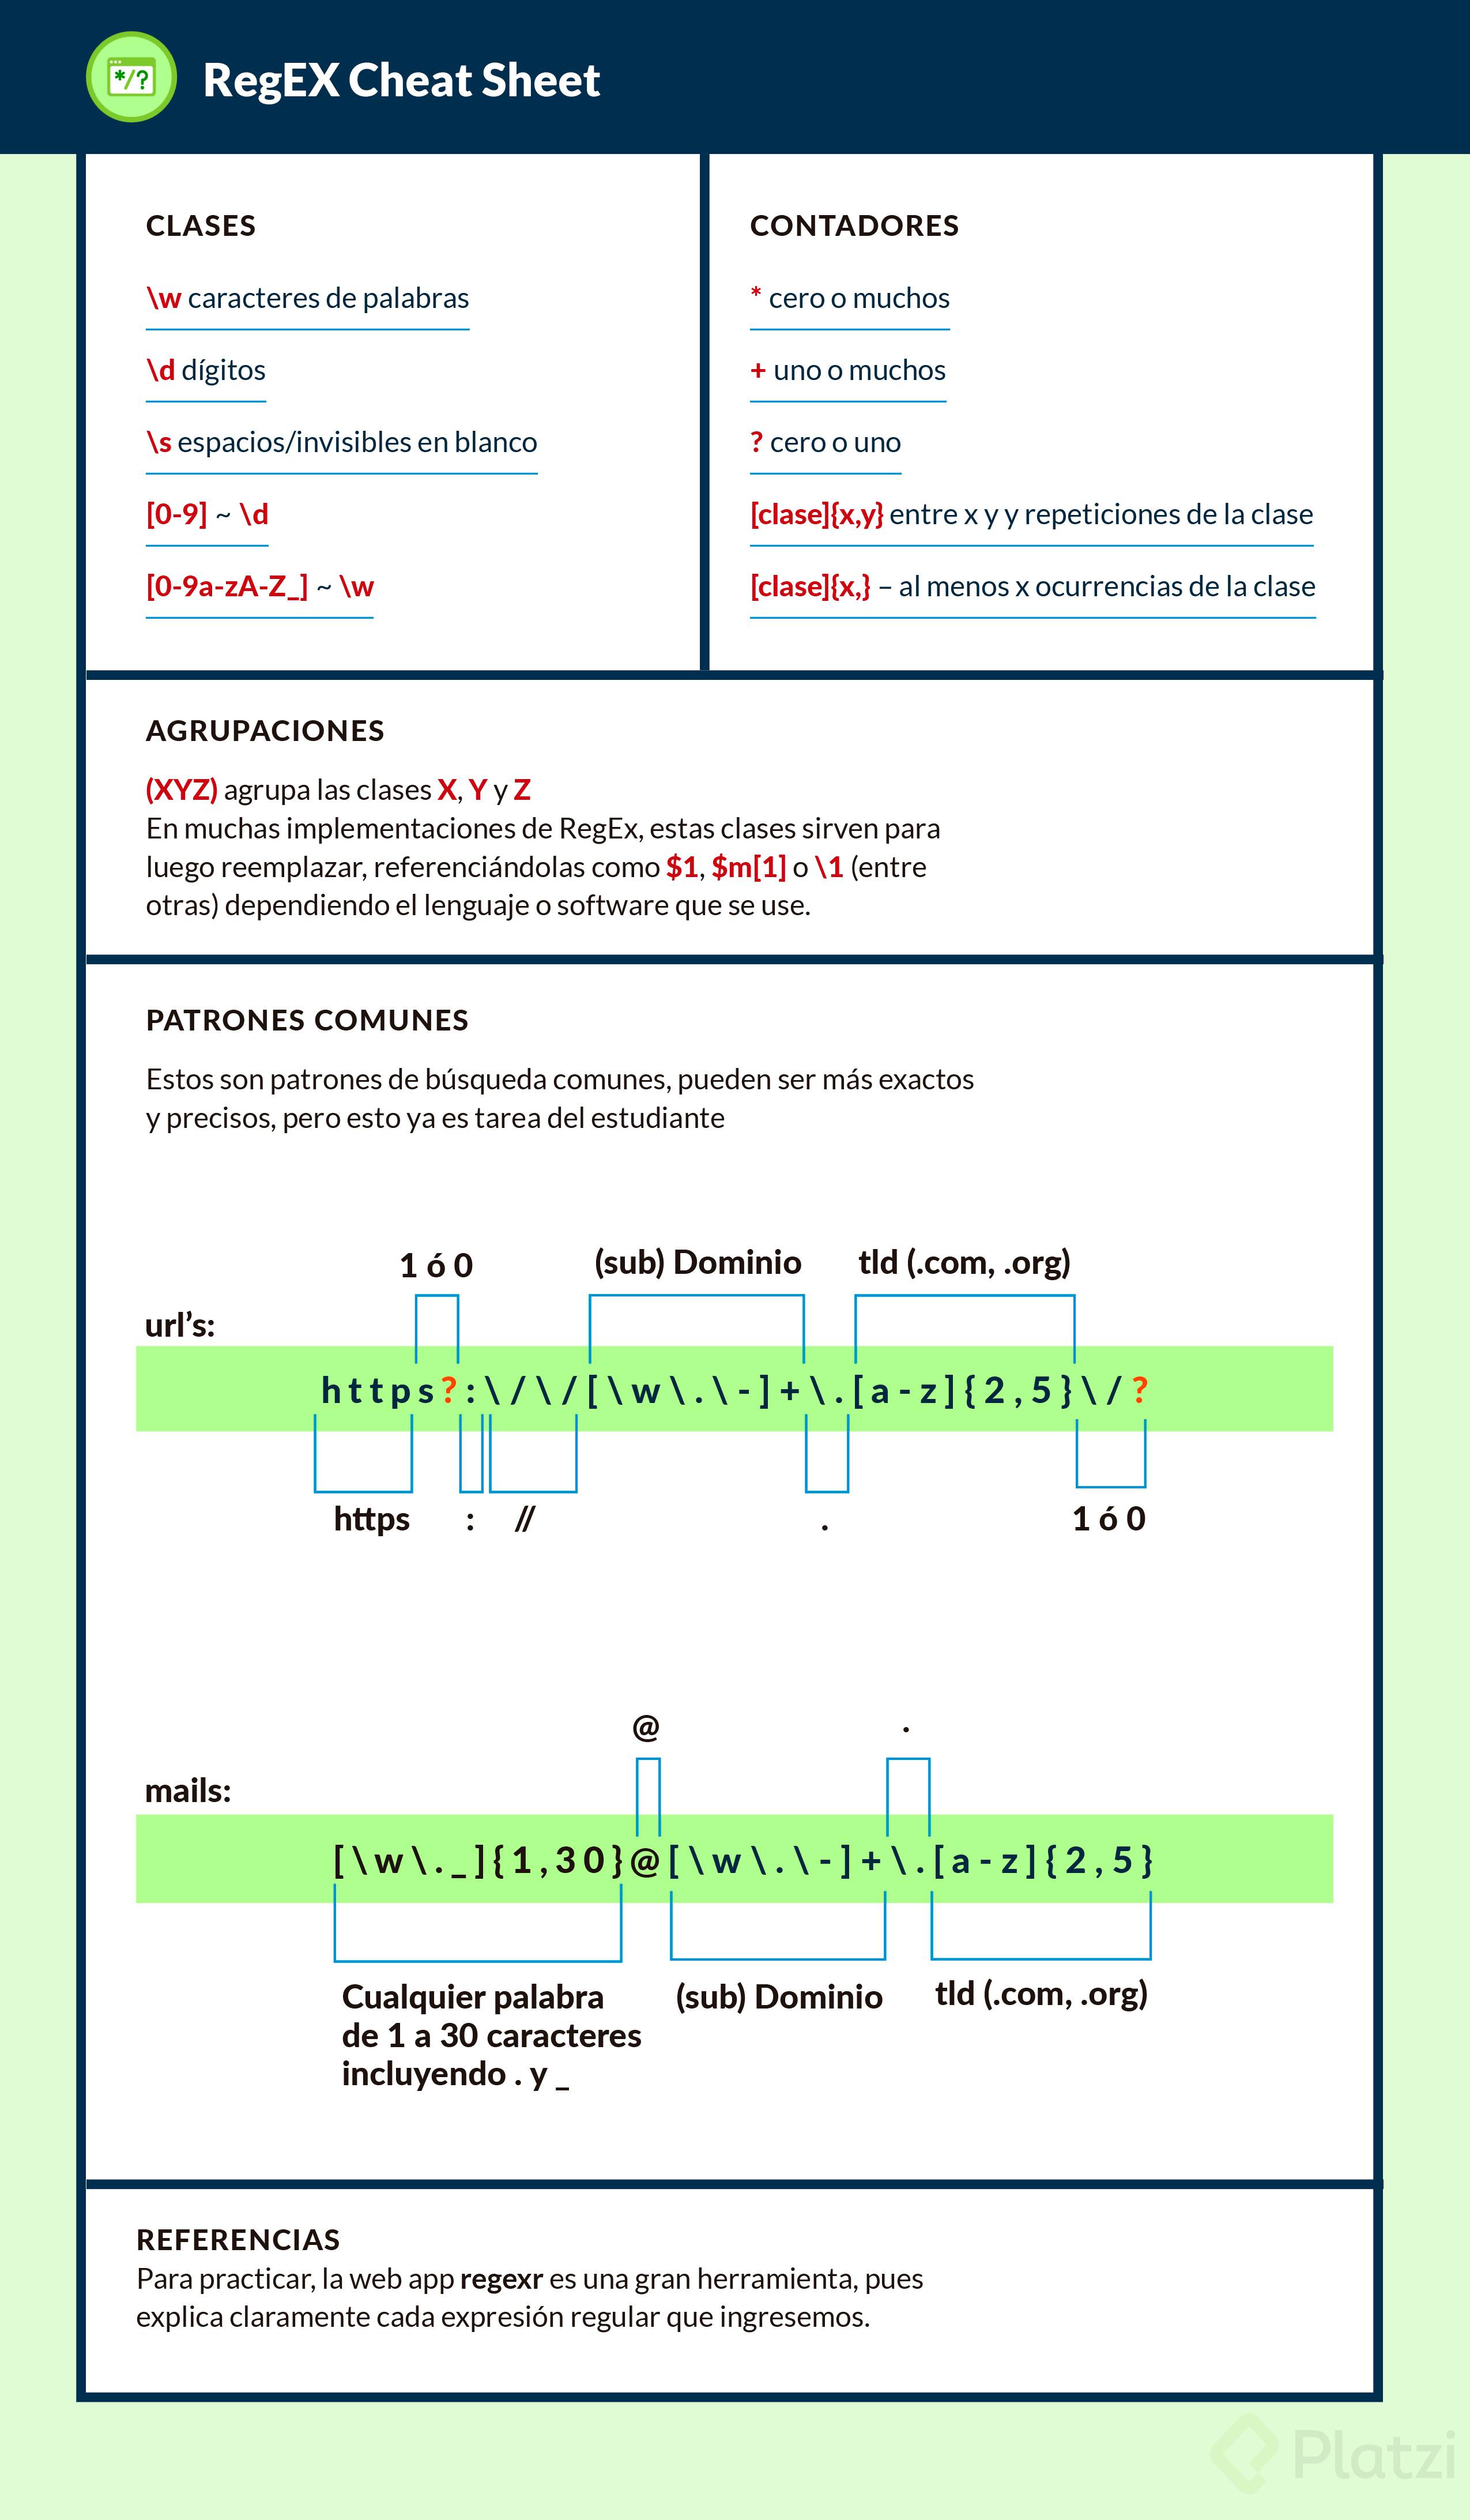 */?
RegEX Cheat Sheet
CLASES
\w caracteres de palabras
\d dígitos
\s espacios/invisibles en blanco
[0-9] ~ \d
[0-9a-zA-Z_] ~ \w
CONTADORES
* cero o muchos
+ uno o muchos
? cero o uno
[clase]{x,y} entre x y y repeticiones de la clase
[clase]{x,} – al menos x ocurrencias de la clase
AGRUPACIONES
(XYZ) agrupa las clases X, Y y Z
En muchas implementaciones de RegEx, estas clases sirven para
luego reemplazar, referenciándolas como $1, $m[1] o \1 (entre
otras) dependiendo el lenguaje o software que se use.
PATRONES COMUNES
Estos son patrones de búsqueda comunes, pueden ser más exactos
y precisos, pero esto ya es tarea del estudiante
1 ó 0 (sub) Dominio tld (.com, .org)
url’s:
https?:\/\/[\w\.\-]+\.[a-z]{2,5}\/?
https : // . 1 ó 0
@ .
mails:
[\w\._]{1,30}@[\w\.\-]+\.[a-z]{2,5}
Cualquier palabra
de 1 a 30 caracteres
incluyendo . y _
(sub) Dominio
tld (.com, .org)
REFERENCIAS
Para practicar, la web app regexr es una gran herramienta, pues
explica claramente cada expresión regular que ingresemos.
Platzi